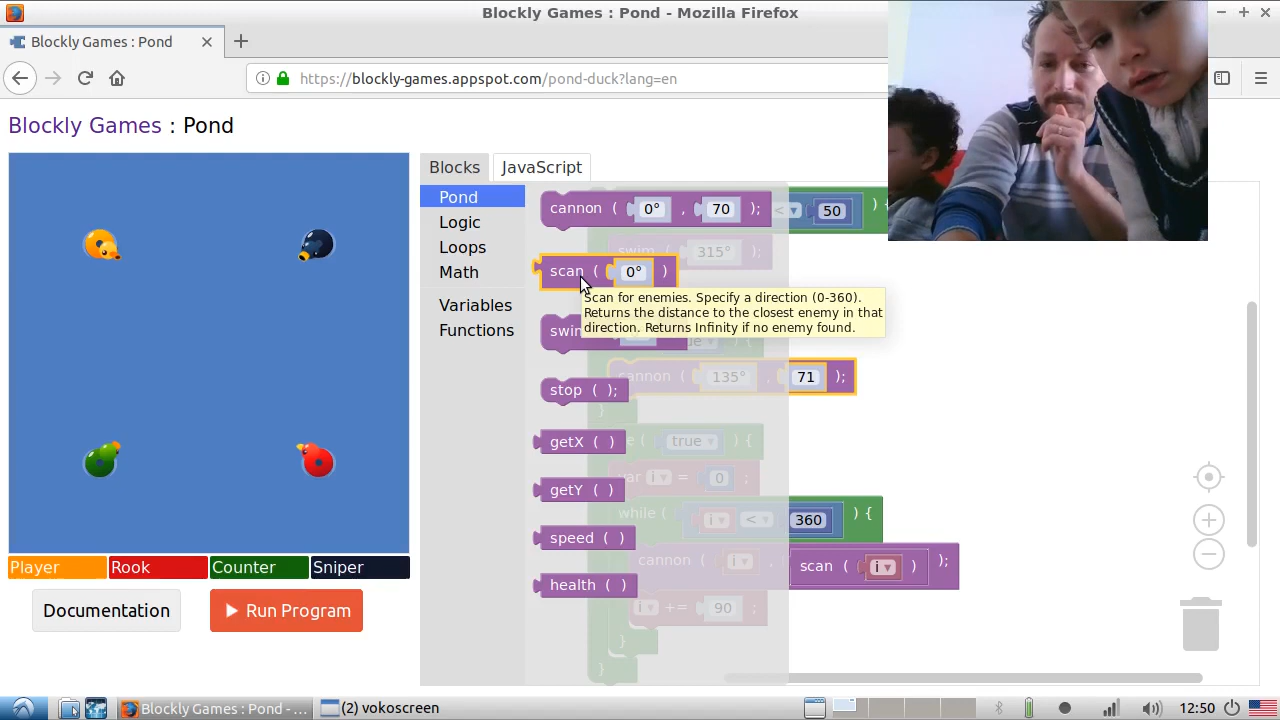 Blockly Games : Pond - Mozilla Firefox
Blockly Games : Pond
https://blockly-games.appspot.com/pond-duck?lang=en
Blockly Games : Pond
Blocks
JavaScript
Pond
Logic
Loops
Math
Variables
Functions
cannon ( 0° , 70 );
< 50 ) {
swim ( 315° );
scan ( 0° )
Scan for enemies. Specify a direction (0-360).
Returns the distance to the closest enemy in that
direction. Returns Infinity if no enemy found.
cannon ( 135° , 71 );
}
stop ( );
getX ( )
( true ) {
getY ( )
var i = 0 ;
while ( i < 360 ) {
speed ( )
cannon ( i , scan ( i ) );
health ( )
i += 90 ;
}
}
Player
Rook
Counter
Sniper
Documentation
Run Program
Blockly Games : Pond - ...
(2) vokoscreen
12:50